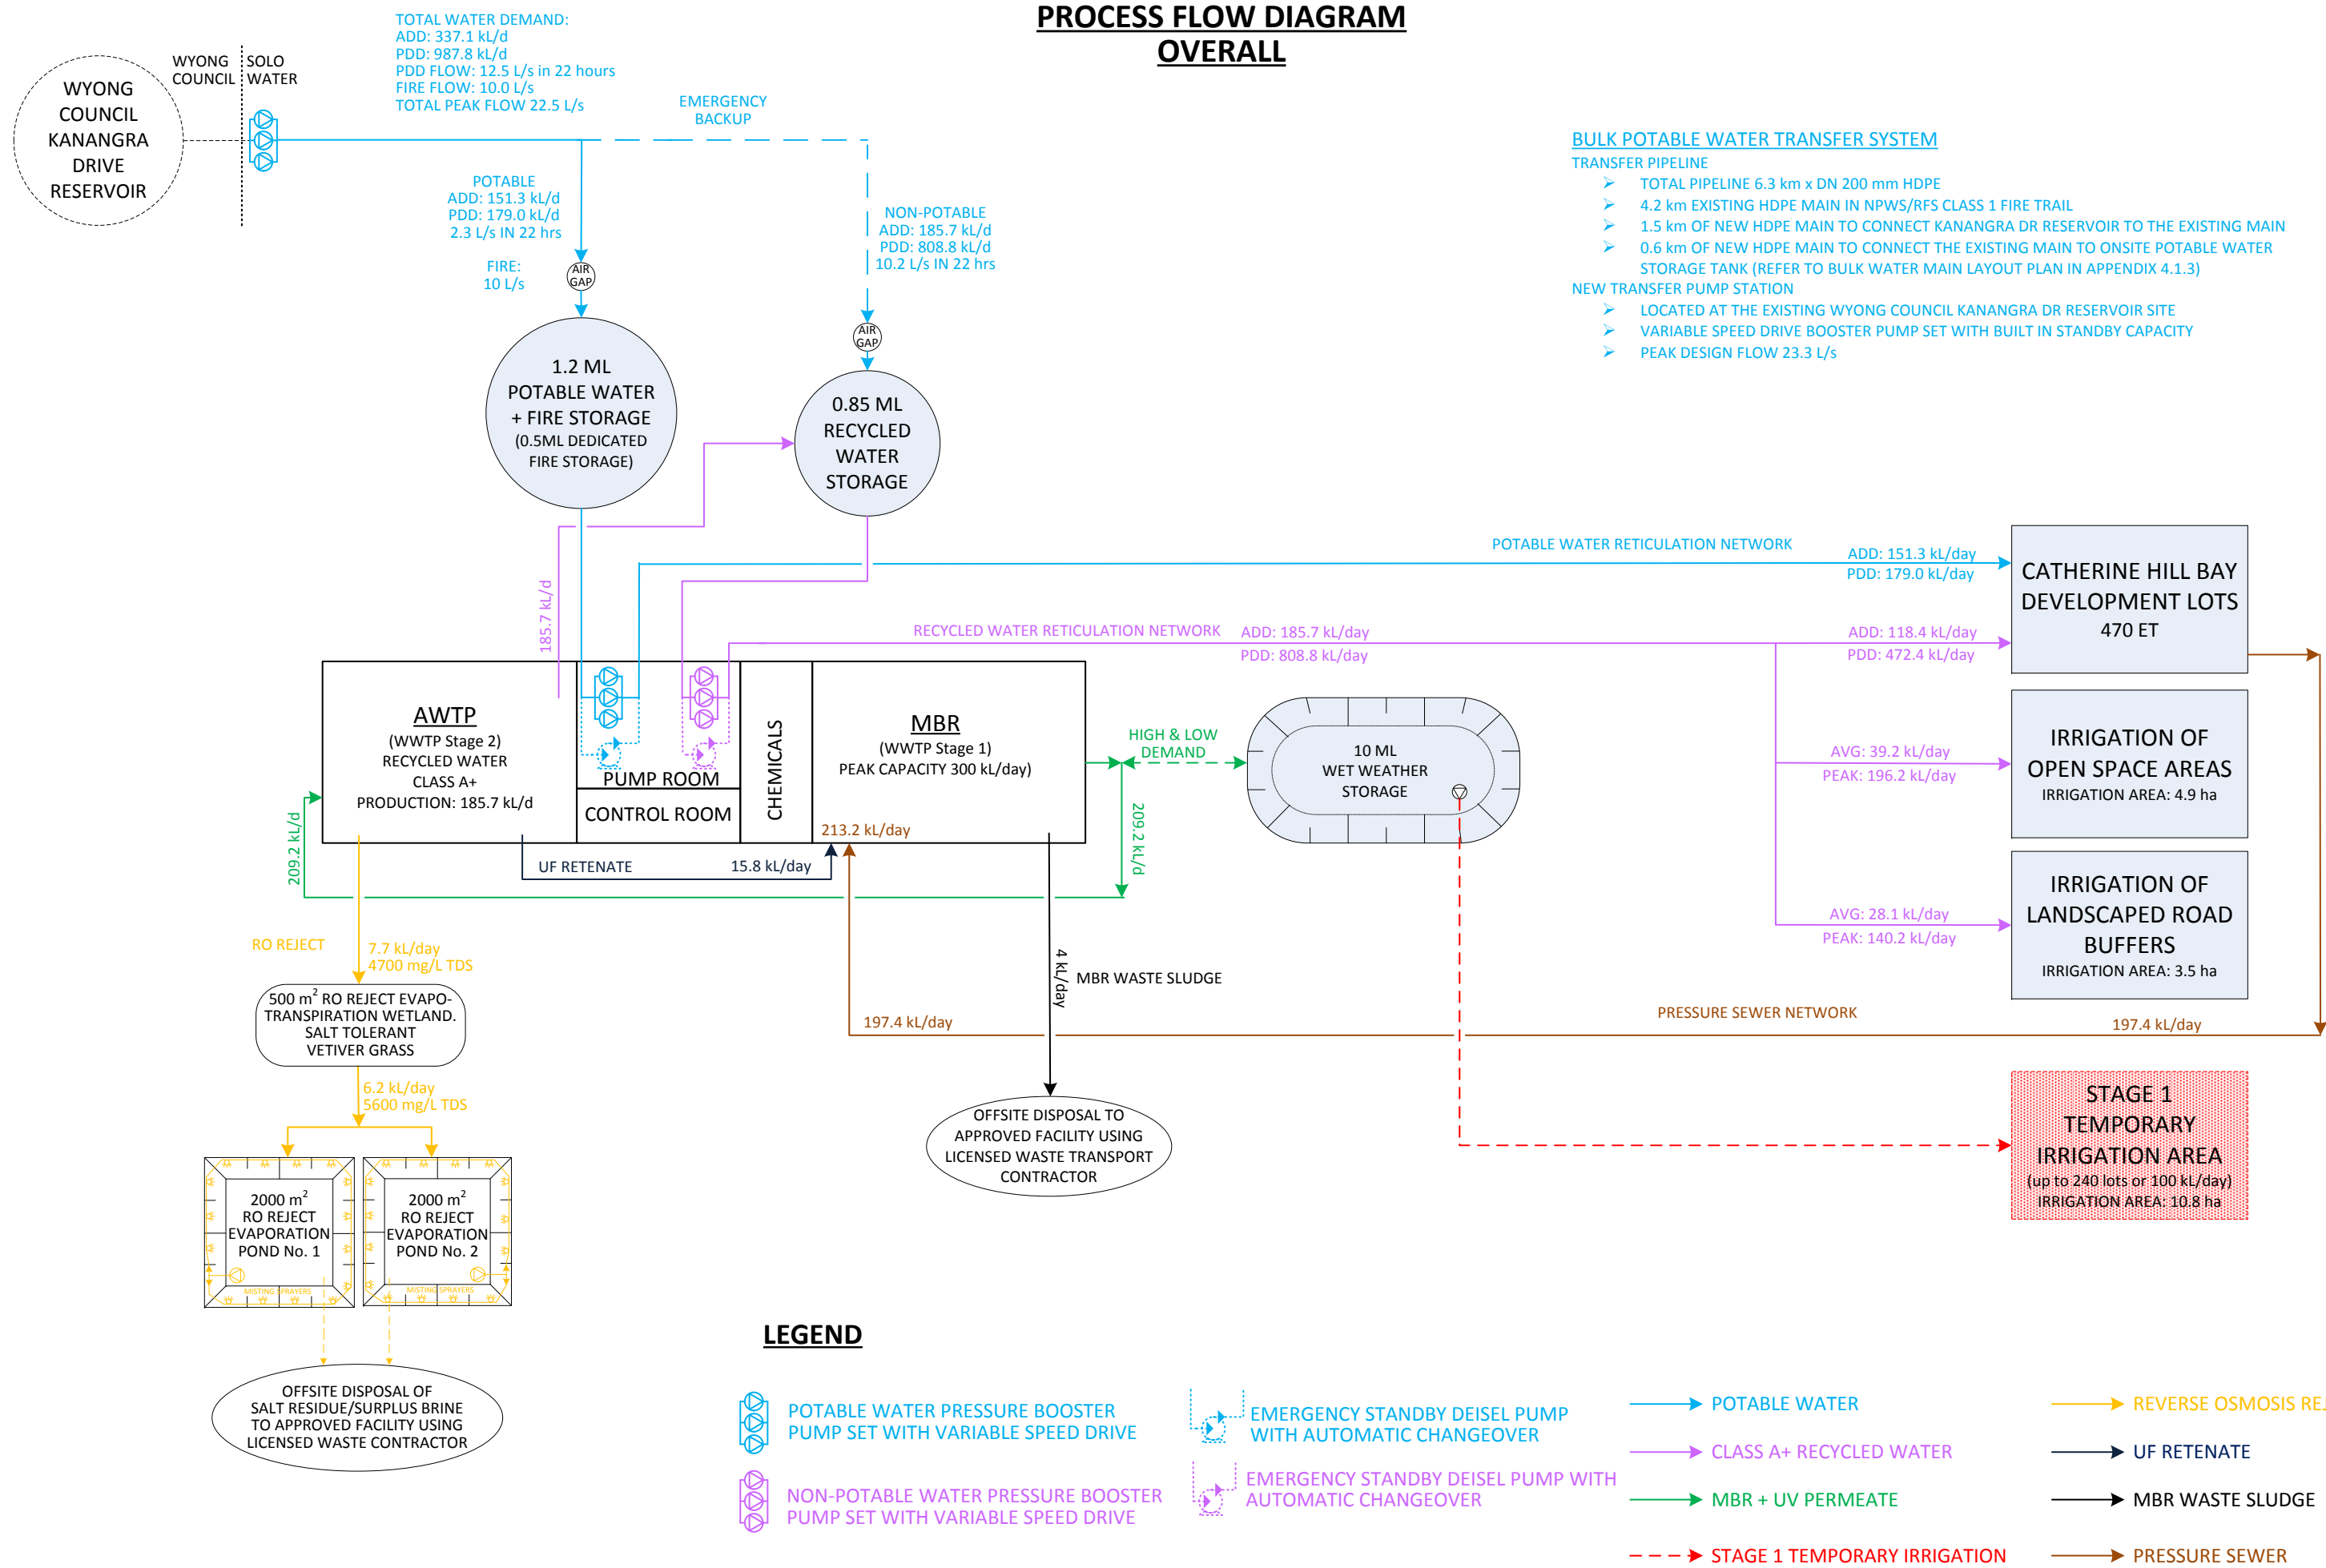 PROCESS FLOW DIAGRAM
OVERALL
TOTAL WATER DEMAND:
ADD: 337.1 kL/d
PDD: 987.8 kL/d
PDD FLOW: 12.5 L/s in 22 hours
FIRE FLOW: 10.0 L/s
TOTAL PEAK FLOW 22.5 L/s
WYONG
COUNCIL
SOLO
WATER
WYONG
COUNCIL
KANANGRA
DRIVE
RESERVOIR
EMERGENCY
BACKUP
POTABLE
ADD: 151.3 kL/d
PDD: 179.0 kL/d
2.3 L/s IN 22 hrs
FIRE:
10 L/s
AIR
GAP
NON-POTABLE
ADD: 185.7 kL/d
PDD: 808.8 kL/d
10.2 L/s IN 22 hrs
AIR
GAP
BULK POTABLE WATER TRANSFER SYSTEM
TRANSFER PIPELINE
➢ TOTAL PIPELINE 6.3 km x DN 200 mm HDPE
➢ 4.2 km EXISTING HDPE MAIN IN NPWS/RFS CLASS 1 FIRE TRAIL
➢ 1.5 km OF NEW HDPE MAIN TO CONNECT KANANGRA DR RESERVOIR TO THE EXISTING MAIN
➢ 0.6 km OF NEW HDPE MAIN TO CONNECT THE EXISTING MAIN TO ONSITE POTABLE WATER
STORAGE TANK (REFER TO BULK WATER MAIN LAYOUT PLAN IN APPENDIX 4.1.3)
NEW TRANSFER PUMP STATION
➢ LOCATED AT THE EXISTING WYONG COUNCIL KANANGRA DR RESERVOIR SITE
➢ VARIABLE SPEED DRIVE BOOSTER PUMP SET WITH BUILT IN STANDBY CAPACITY
➢ PEAK DESIGN FLOW 23.3 L/s
1.2 ML
POTABLE WATER
+ FIRE STORAGE
(0.5ML DEDICATED
FIRE STORAGE)
0.85 ML
RECYCLED
WATER
STORAGE
POTABLE WATER RETICULATION NETWORK
ADD: 151.3 kL/day
PDD: 179.0 kL/day
185.7 kL/d
RECYCLED WATER RETICULATION NETWORK
ADD: 185.7 kL/day
PDD: 808.8 kL/day
ADD: 118.4 kL/day
PDD: 472.4 kL/day
CATHERINE HILL BAY
DEVELOPMENT LOTS
470 ET
AWTP
(WWTP Stage 2)
RECYCLED WATER
CLASS A+
PRODUCTION: 185.7 kL/d
PUMP ROOM
CONTROL ROOM
CHEMICALS
MBR
(WWTP Stage 1)
PEAK CAPACITY 300 kL/day)
213.2 kL/day
HIGH & LOW
DEMAND
10 ML
WET WEATHER
STORAGE
AVG: 39.2 kL/day
PEAK: 196.2 kL/day
IRRIGATION OF
OPEN SPACE AREAS
IRRIGATION AREA: 4.9 ha
209.2 kL/d
209.2 kL/d
UF RETENATE
15.8 kL/day
AVG: 28.1 kL/day
PEAK: 140.2 kL/day
IRRIGATION OF
LANDSCAPED ROAD
BUFFERS
IRRIGATION AREA: 3.5 ha
RO REJECT
7.7 kL/day
4700 mg/L TDS
4 kL/day
MBR WASTE SLUDGE
500 m² RO REJECT EVAPO-
TRANSPIRATION WETLAND.
SALT TOLERANT
VETIVER GRASS
197.4 kL/day
PRESSURE SEWER NETWORK
197.4 kL/day
6.2 kL/day
5600 mg/L TDS
OFFSITE DISPOSAL TO
APPROVED FACILITY USING
LICENSED WASTE TRANSPORT
CONTRACTOR
STAGE 1
TEMPORARY
IRRIGATION AREA
(up to 240 lots or 100 kL/day)
IRRIGATION AREA: 10.8 ha
2000 m²
RO REJECT
EVAPORATION
POND No. 1
MISTING SPRAYERS
2000 m²
RO REJECT
EVAPORATION
POND No. 2
MISTING SPRAYERS
OFFSITE DISPOSAL OF
SALT RESIDUE/SURPLUS BRINE
TO APPROVED FACILITY USING
LICENSED WASTE CONTRACTOR
LEGEND
POTABLE WATER PRESSURE BOOSTER
PUMP SET WITH VARIABLE SPEED DRIVE
NON-POTABLE WATER PRESSURE BOOSTER
PUMP SET WITH VARIABLE SPEED DRIVE
EMERGENCY STANDBY DEISEL PUMP
WITH AUTOMATIC CHANGEOVER
EMERGENCY STANDBY DEISEL PUMP WITH
AUTOMATIC CHANGEOVER
POTABLE WATER
CLASS A+ RECYCLED WATER
MBR + UV PERMEATE
STAGE 1 TEMPORARY IRRIGATION
REVERSE OSMOSIS REJ
UF RETENATE
MBR WASTE SLUDGE
PRESSURE SEWER